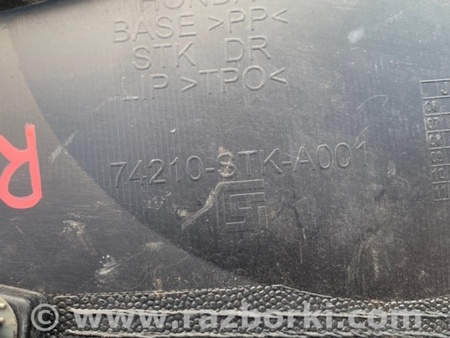 HONDA
BASE >PP<
STK DR
LIP >TPO<
74210-STK-A001
R
© www.razborki.com